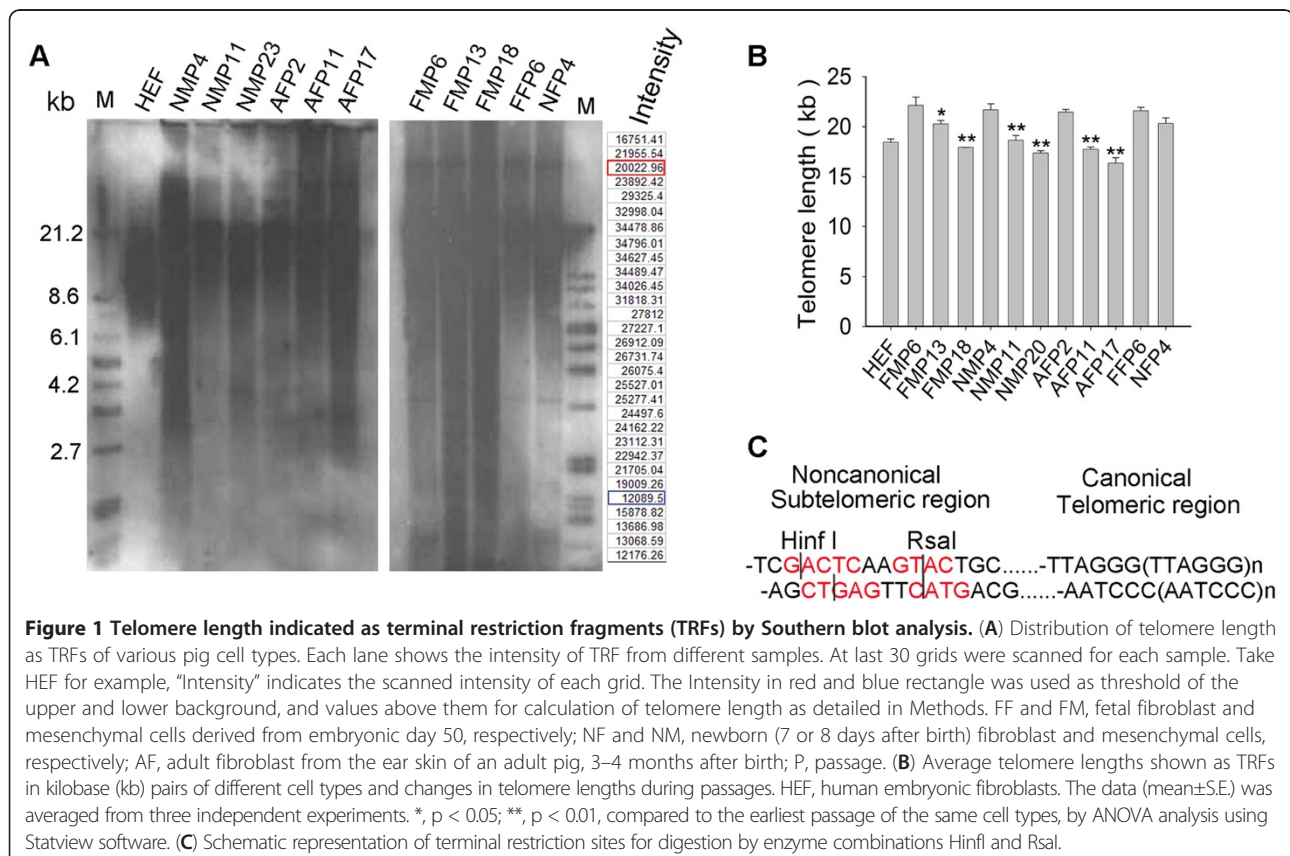 A
kb
M
HEF
NMP4
NMP11
NMP23
AFP2
AFP11
AFP17
FMP6
FMP13
FMP18
FFP6
NFP4
M
Intensity
21.2
8.6
6.1
4.2
2.7
16751.41
21955.54
20022.96
23892.42
29325.4
32998.04
34478.86
34796.01
34627.45
34489.47
34026.45
31818.31
27812
27227.1
26912.09
26731.74
26075.4
25527.01
25277.41
24497.6
24162.22
23112.31
22942.37
21705.04
19009.26
12089.5
15878.82
13686.98
13068.59
12176.26
B
Telomere length ( kb )
25
20
15
10
5
0
* ** ** ** ** **
HEF
FMP6
FMP13
FMP18
NMP4
NMP11
NMP20
AFP2
AFP11
AFP17
FFP6
NFP4
C
Noncanonical Canonical
Subtelomeric region Telomeric region
Hinf I RsaI
-TCGACTCAAGTACTGC......-TTAGGG(TTAGGG)n
-AGCTGAGTTCATGACG......-AATCCC(AATCCC)n
Figure 1 Telomere length indicated as terminal restriction fragments (TRFs) by Southern blot analysis. (A) Distribution of telomere length
as TRFs of various pig cell types. Each lane shows the intensity of TRF from different samples. At last 30 grids were scanned for each sample. Take
HEF for example, “Intensity” indicates the scanned intensity of each grid. The Intensity in red and blue rectangle was used as threshold of the
upper and lower background, and values above them for calculation of telomere length as detailed in Methods. FF and FM, fetal fibroblast and
mesenchymal cells derived from embryonic day 50, respectively; NF and NM, newborn (7 or 8 days after birth) fibroblast and mesenchymal cells,
respectively; AF, adult fibroblast from the ear skin of an adult pig, 3–4 months after birth; P, passage. (B) Average telomere lengths shown as TRFs
in kilobase (kb) pairs of different cell types and changes in telomere lengths during passages. HEF, human embryonic fibroblasts. The data (mean±S.E.) was
averaged from three independent experiments. *, p < 0.05; **, p < 0.01, compared to the earliest passage of the same cell types, by ANOVA analysis using
Statview software. (C) Schematic representation of terminal restriction sites for digestion by enzyme combinations HinfI and RsaI.